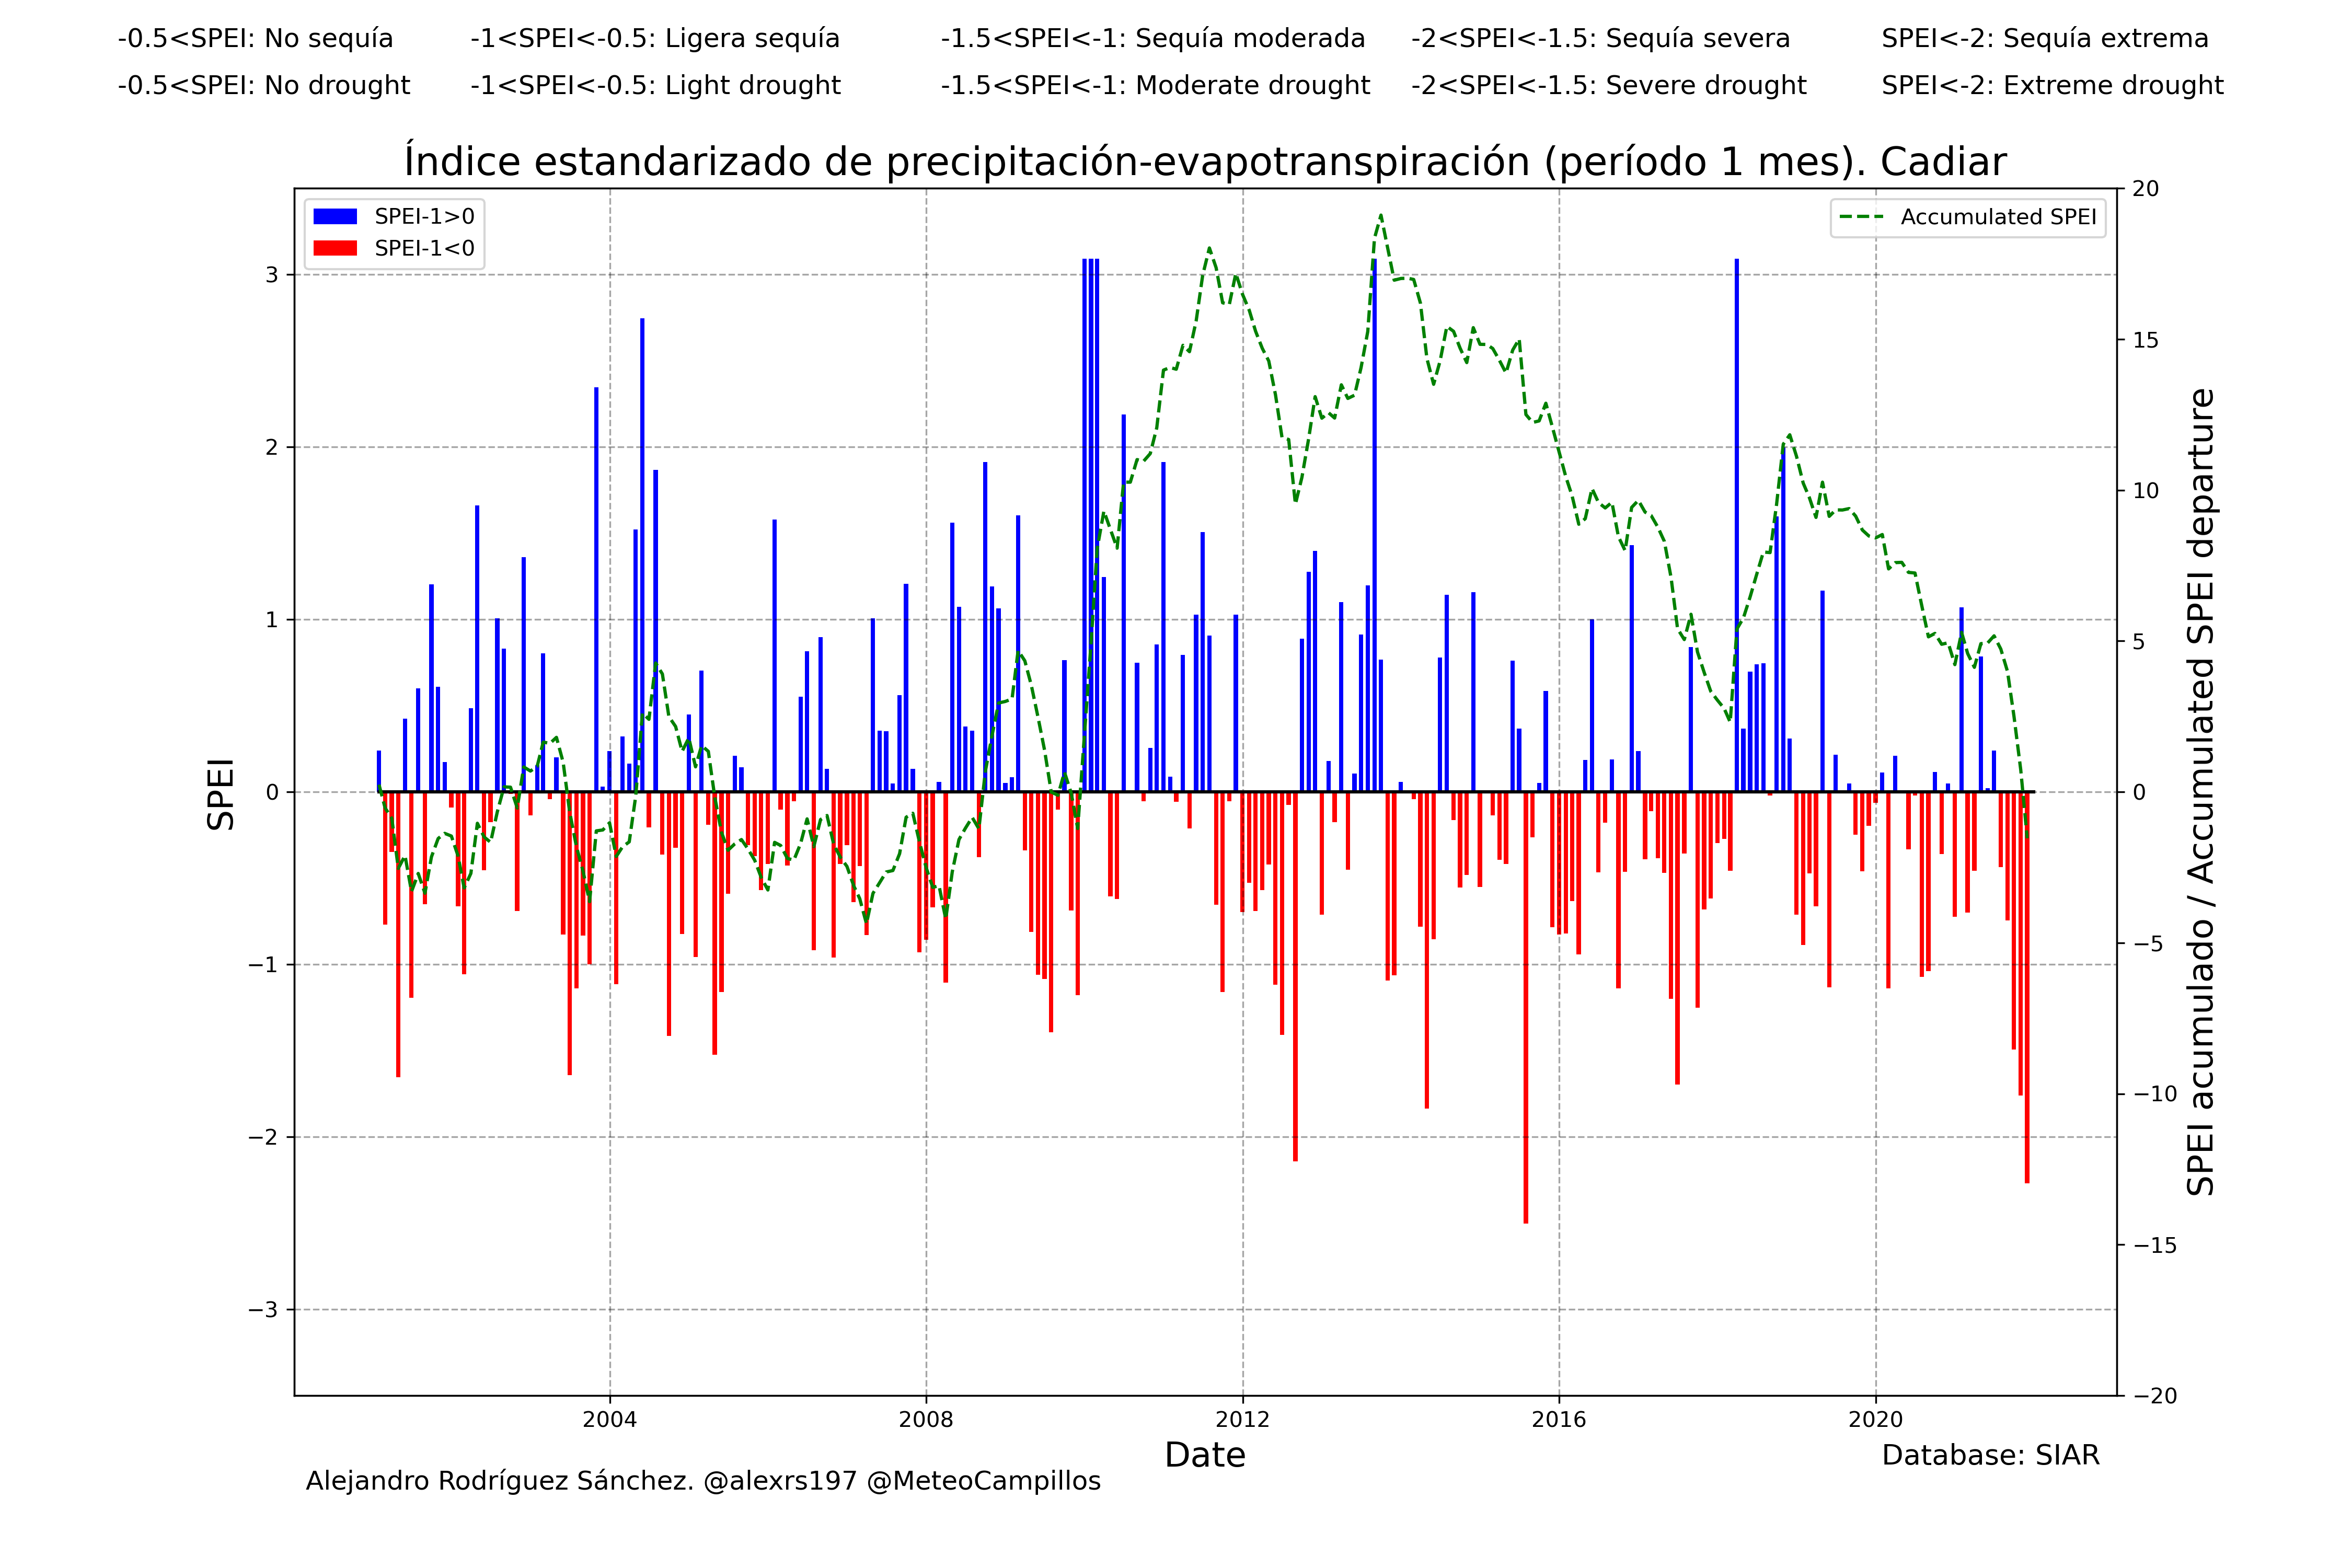 -0.5<SPEI: No sequía -1<SPEI<-0.5: Ligera sequía -1.5<SPEI<-1: Sequía moderada -2<SPEI<-1.5: Sequía severa SPEI<-2: Sequía extrema
-0.5<SPEI: No drought -1<SPEI<-0.5: Light drought -1.5<SPEI<-1: Moderate drought -2<SPEI<-1.5: Severe drought SPEI<-2: Extreme drought
Índice estandarizado de precipitación-evapotranspiración (período 1 mes). Cadiar
SPEI-1>0
SPEI-1<0
Accumulated SPEI
SPEI
3
2
1
0
−1
−2
−3
20
15
10
5
0
−5
−10
−15
−20
SPEI acumulado / Accumulated SPEI departure
2004 2008 2012 2016 2020
Date
Database: SIAR
Alejandro Rodríguez Sánchez. @alexrs197 @MeteoCampillos